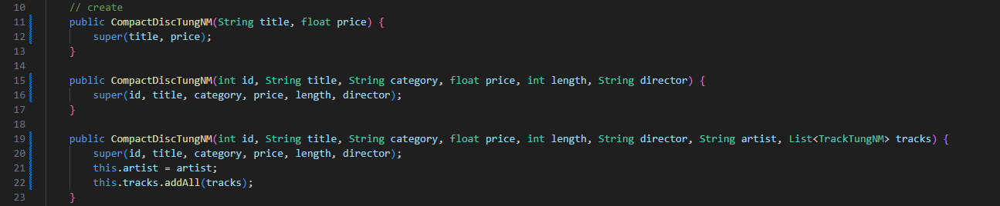 10 // create
11 public CompactDiscTungNM(String title, float price) {
12 super(title, price);
13 }
14
15 public CompactDiscTungNM(int id, String title, String category, float price, int length, String director) {
16 super(id, title, category, price, length, director);
17 }
18
19 public CompactDiscTungNM(int id, String title, String category, float price, int length, String director, String artist, List<TrackTungNM> tracks) {
20 super(id, title, category, price, length, director);
21 this.artist = artist;
22 this.tracks.addAll(tracks);
23 }